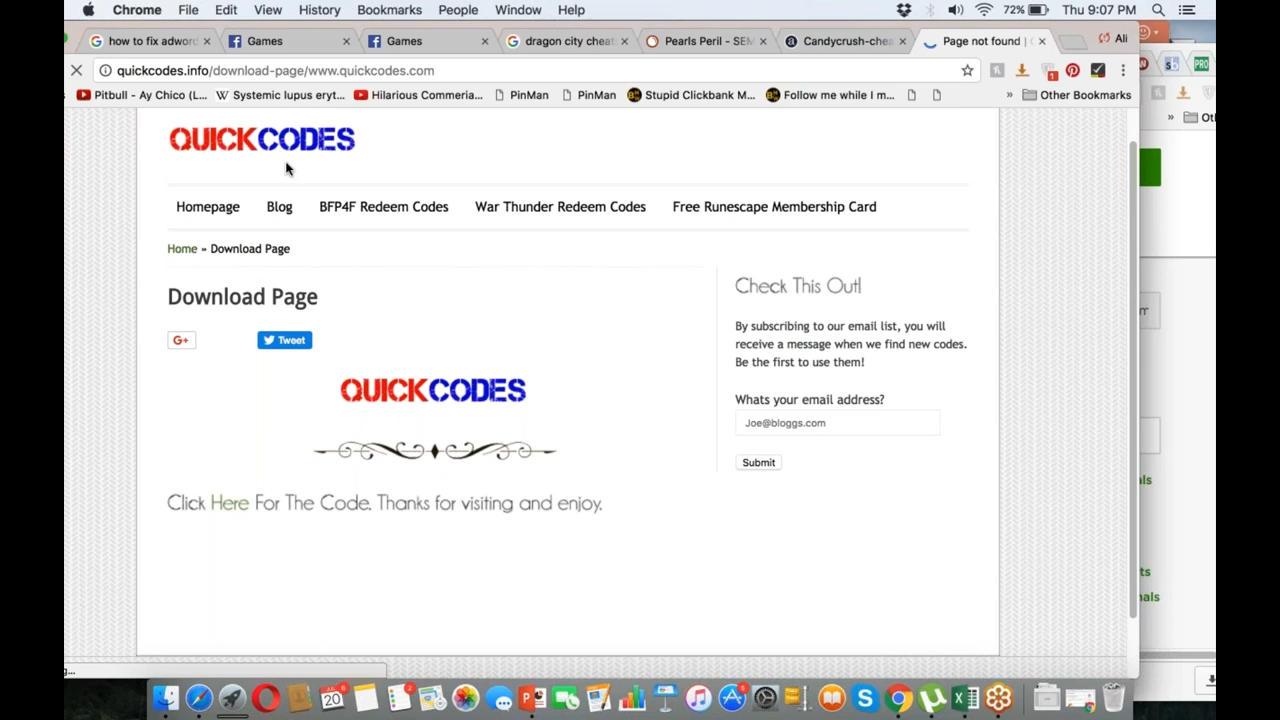 Chrome File Edit View History Bookmarks People Window Help 72% Thu 9:07 PM
how to fix adword Games Games dragon city cheat Pearls Peril - SEM Candycrush-chea Page not found | Ali
quickcodes.info/download-page/www.quickcodes.com
Pitbull - Ay Chico (L... Systemic lupus eryt... Hilarious Commeria... PinMan PinMan Stupid Clickbank M... Follow me while I m... » Other Bookmarks
QUICKCODES
Homepage Blog BFP4F Redeem Codes War Thunder Redeem Codes Free Runescape Membership Card
Home » Download Page
Download Page
G+ Tweet
QUICKCODES
Click Here For The Code. Thanks for visiting and enjoy.
Check This Out!
By subscribing to our email list, you will
receive a message when we find new codes.
Be the first to use them!
Whats your email address?
Joe@bloggs.com
Submit